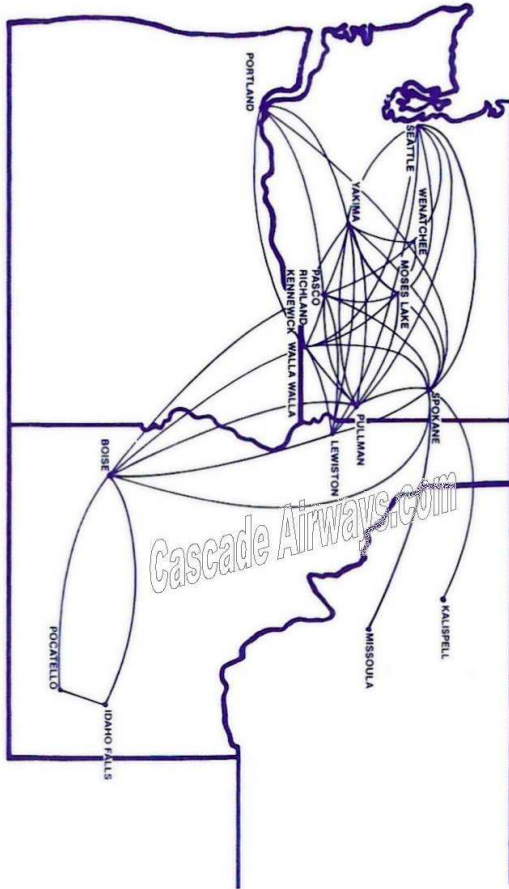 PORTLAND
SEATTLE
YAKIMA
WENATCHEE
MOSES LAKE
PASCO
RICHLAND
KENNEWICK
WALLA WALLA
SPOKANE
PULLMAN
LEWISTON
BOISE
Cascade Airways.com
KALISPELL
MISSOULA
POCATELLO
IDAHO FALLS